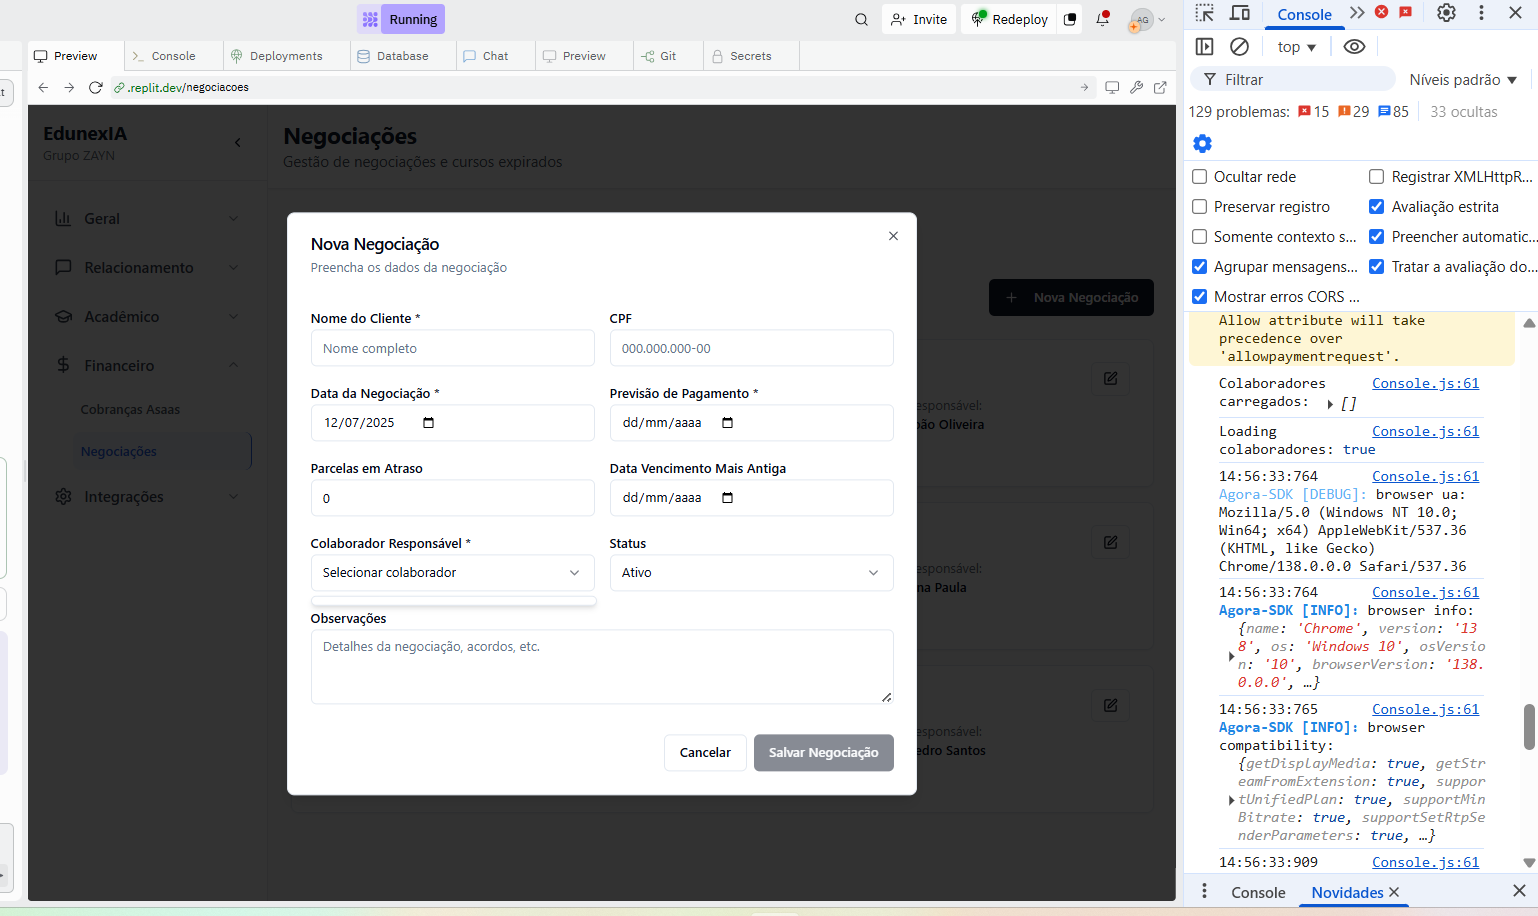 Running
Invite
Redeploy
AG
Preview
Console
Deployments
Database
Chat
Preview
Git
Secrets
.replit.dev/negociacoes
EdunexIA
Grupo ZAYN
Geral
Relacionamento
Acadêmico
Financeiro
Cobranças Asaas
Negociações
Integrações
Negociações
Gestão de negociações e cursos expirados
Nova Negociação
esponsável:
ão Oliveira
esponsável:
na Paula
esponsável:
edro Santos
Nova Negociação
Preencha os dados da negociação
Nome do Cliente *
CPF
Nome completo
000.000.000-00
Data da Negociação *
Previsão de Pagamento *
12/07/2025
dd/mm/aaaa
Parcelas em Atraso
Data Vencimento Mais Antiga
0
dd/mm/aaaa
Colaborador Responsável *
Status
Selecionar colaborador
Ativo
Observações
Detalhes da negociação, acordos, etc.
Cancelar
Salvar Negociação
Console
top
Filtrar
Níveis padrão
129 problemas: 15 29 85 33 ocultas
Ocultar rede
Registrar XMLHttpR...
Preservar registro
Avaliação estrita
Somente contexto s...
Preencher automatic...
Agrupar mensagens...
Tratar a avaliação do...
Mostrar erros CORS ...
Allow attribute will take
precedence over
'allowpaymentrequest'.
Colaboradores Console.js:61
carregados: []
Loading Console.js:61
colaboradores: true
14:56:33:764 Console.js:61
Agora-SDK [DEBUG]: browser ua:
Mozilla/5.0 (Windows NT 10.0;
Win64; x64) AppleWebKit/537.36
(KHTML, like Gecko)
Chrome/138.0.0.0 Safari/537.36
14:56:33:764 Console.js:61
Agora-SDK [INFO]: browser info:
{name: 'Chrome', version: '13
8', os: 'Windows 10', osVersio
n: '10', browserVersion: '138.
0.0.0', …}
14:56:33:765 Console.js:61
Agora-SDK [INFO]: browser
compatibility:
{getDisplayMedia: true, getStr
eamFromExtension: true, suppor
tUnifiedPlan: true, supportMin
Bitrate: true, supportSetRtpSe
nderParameters: true, …}
14:56:33:909 Console.js:61
Console
Novidades